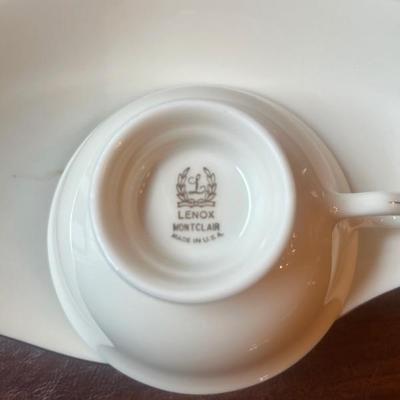 L
LENOX
MONTCLAIR
MADE IN U.S.A.